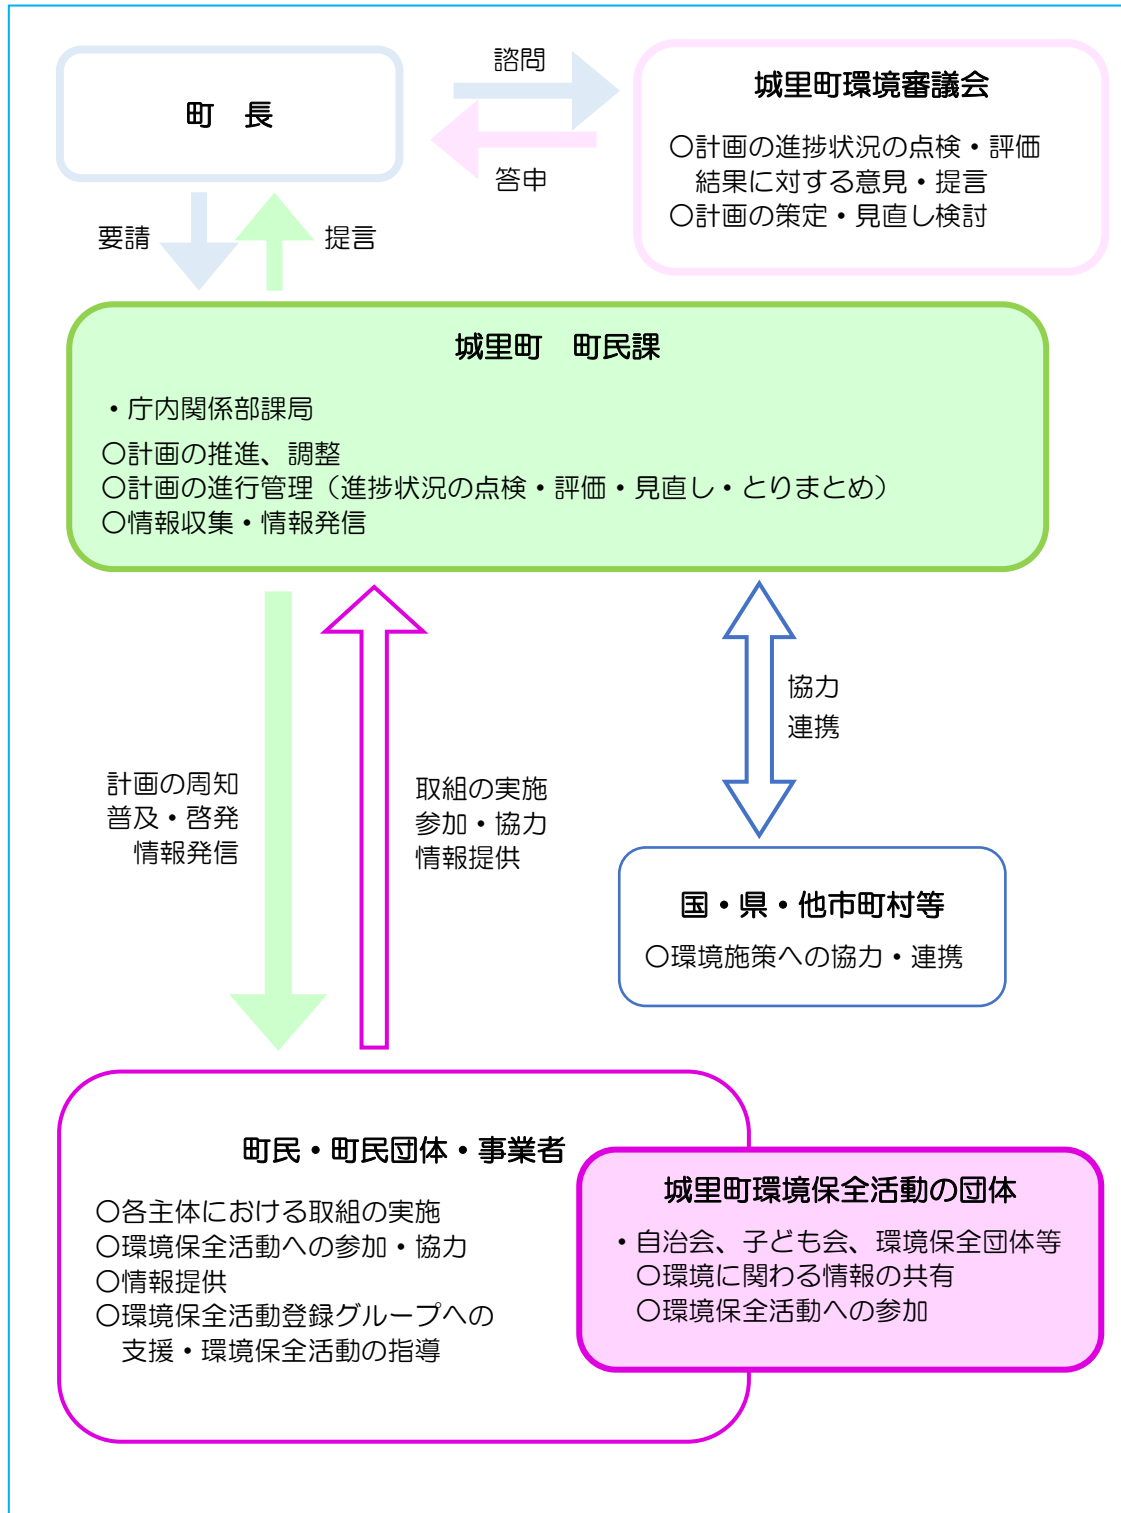 町　長
諮問
答申
城里町環境審議会
〇計画の進捗状況の点検・評価
結果に対する意見・提言
〇計画の策定・見直し検討
要請
提言
城里町　町民課
・庁内関係部課局
〇計画の推進、調整
〇計画の進行管理（進捗状況の点検・評価・見直し・とりまとめ）
〇情報収集・情報発信
計画の周知
普及・啓発
情報発信
取組の実施
参加・協力
情報提供
協力
連携
国・県・他市町村等
〇環境施策への協力・連携
町民・町民団体・事業者
〇各主体における取組の実施
〇環境保全活動への参加・協力
〇情報提供
〇環境保全活動登録グループへの
支援・環境保全活動の指導
城里町環境保全活動の団体
・自治会、子ども会、環境保全団体等
〇環境に関わる情報の共有
〇環境保全活動への参加